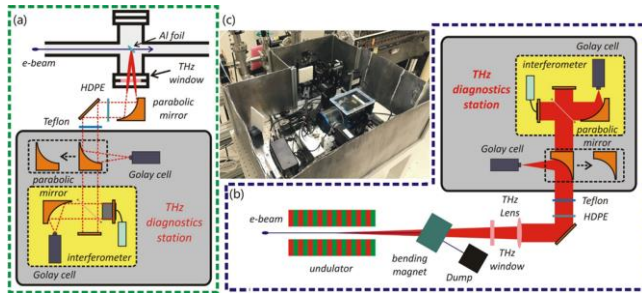 (a)
Al foil
e-beam
THz
window
HDPE
Teflon
parabolic
mirror
Golay cell
parabolic
mirror
THz
diagnostics
station
interferometer
Golay cell
(c)
(b)
e-beam
undulator
bending
magnet
Dump
THz
Lens
THz
window
HDPE
Teflon
Golay cell
THz
diagnostics
station
interferometer
Golay cell
parabolic
mirror